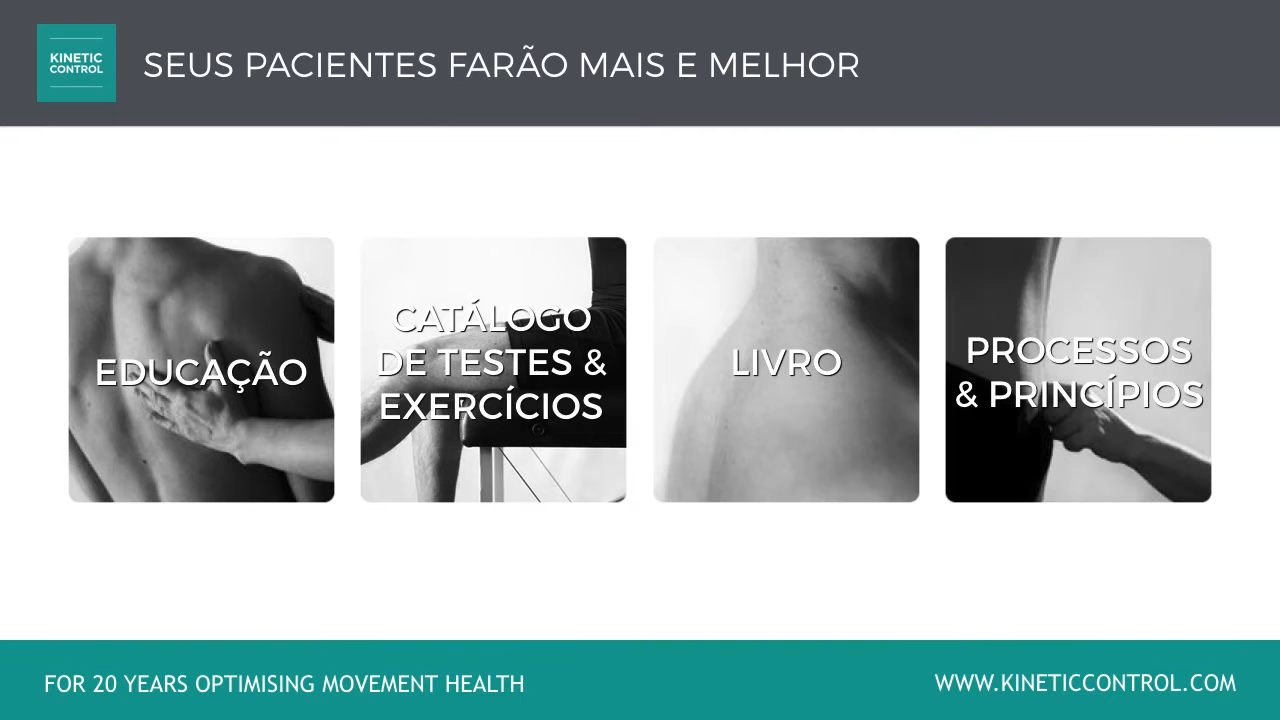 KINETIC
CONTROL
SEUS PACIENTES FARÃO MAIS E MELHOR
EDUCAÇÃO
CATÁLOGO
DE TESTES &
EXERCÍCIOS
LIVRO
PROCESSOS
& PRINCÍPIOS
FOR 20 YEARS OPTIMISING MOVEMENT HEALTH
WWW.KINETICCONTROL.COM